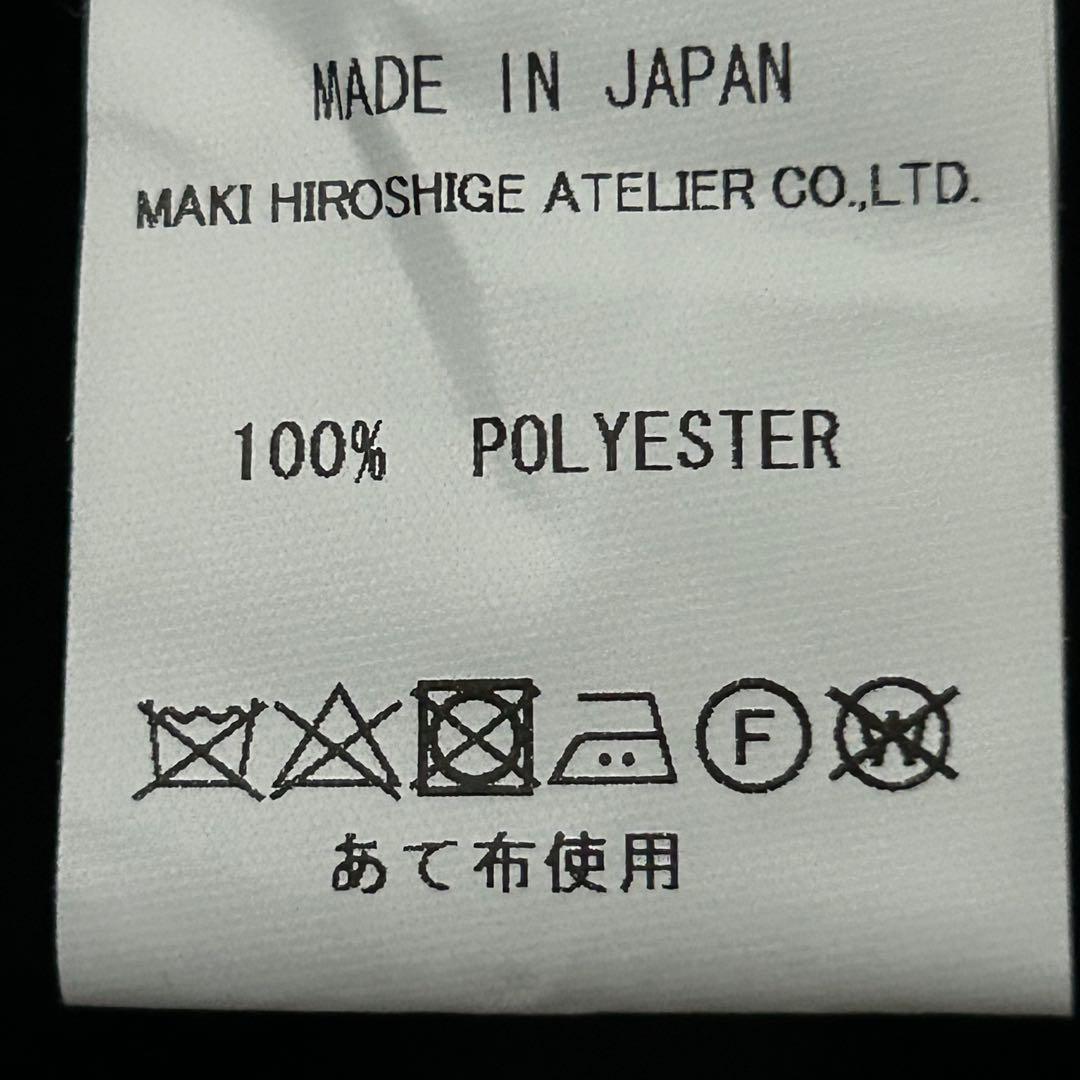 MADE IN JAPAN
MAKI HIROSHIGE ATELIER CO.,LTD.
100% POLYESTER
F W
あて布使用